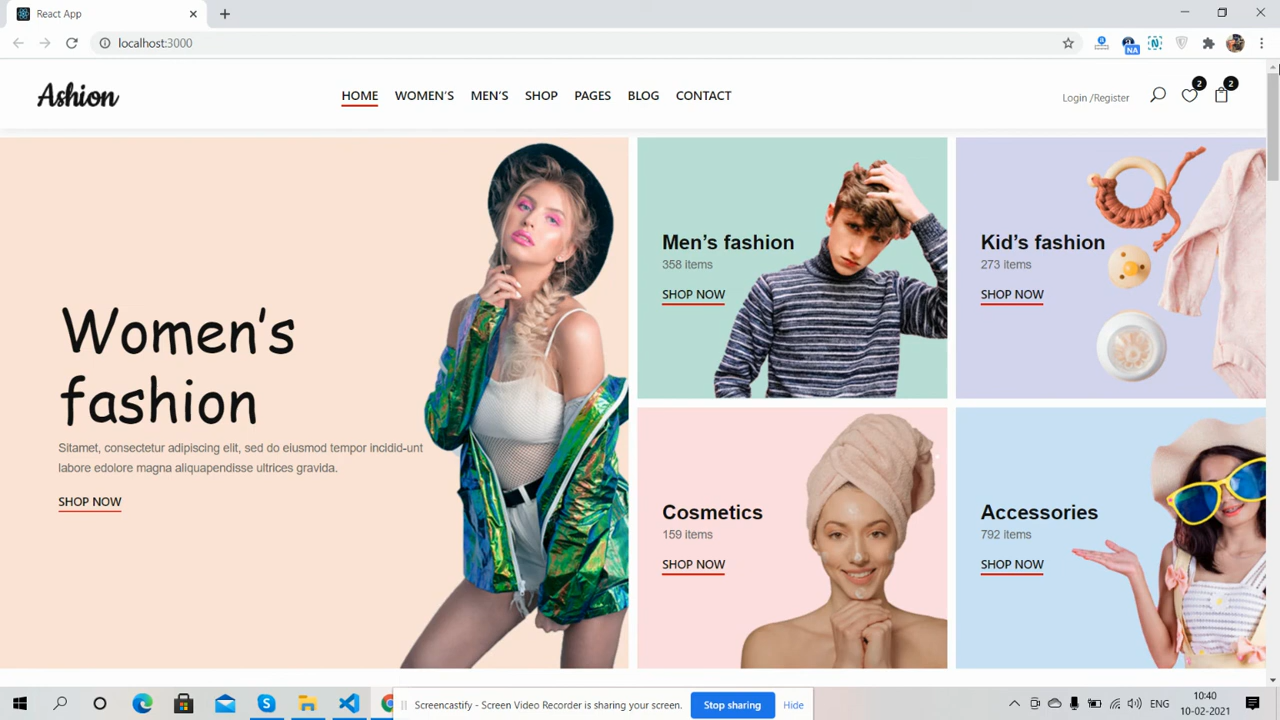 React App
localhost:3000
NA
Ashion
HOME WOMEN'S MEN'S SHOP PAGES BLOG CONTACT
Login /Register
2
2
Women's
fashion
Sitamet, consectetur adipiscing elit, sed do eiusmod tempor incidid-unt
labore edolore magna aliquapendisse ultrices gravida.
SHOP NOW
Men's fashion
358 items
SHOP NOW
Kid's fashion
273 items
SHOP NOW
Cosmetics
159 items
SHOP NOW
Accessories
792 items
SHOP NOW
Screencastify - Screen Video Recorder is sharing your screen.
Stop sharing
Hide
ENG
10:40
10-02-2021